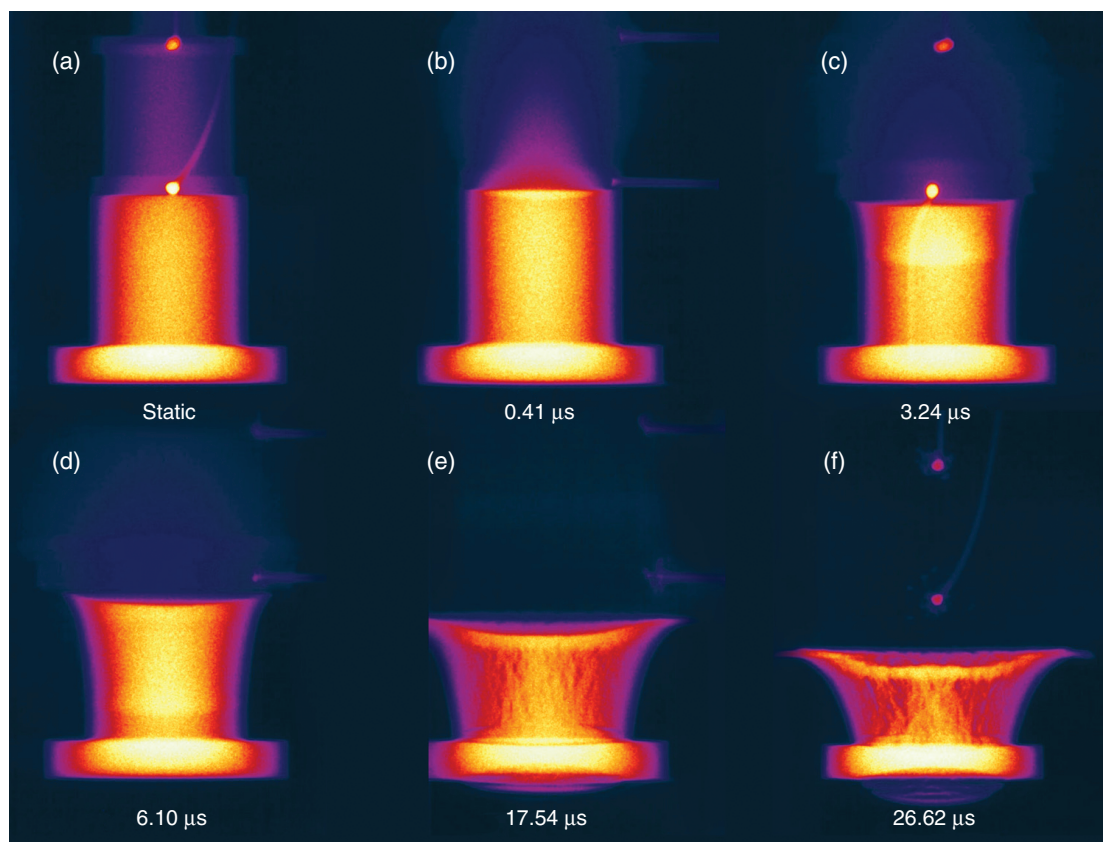 (a)
(b)
(c)
Static
0.41 μs
3.24 μs
(d)
(e)
(f)
6.10 μs
17.54 μs
26.62 μs